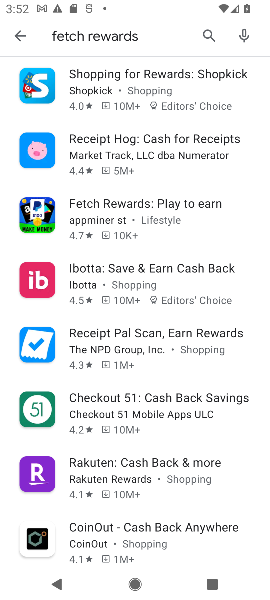 3:52
fetch rewards
Shopping for Rewards: Shopkick
Shopkick • Shopping
4.0★ 10M+ Editors' Choice
Receipt Hog: Cash for Receipts
Market Track, LLC dba Numerator
4.4★ 5M+
Fetch Rewards: Play to earn
appminer st • Lifestyle
4.7★ 10K+
MAKE MONEY
Ibotta: Save & Earn Cash Back
ib
Ibotta • Shopping
4.5★ 10M+ Editors' Choice
Receipt Pal Scan, Earn Rewards
The NPD Group, Inc. • Shopping
4.3★ 1M+
Checkout 51: Cash Back Savings
51
Checkout 51 Mobile Apps ULC
4.2★ 10M+
Rakuten: Cash Back & more
R
Rakuten Rewards • Shopping
4.1★ 10M+
CoinOut - Cash Back Anywhere
CoinOut • Shopping
4.1★ 1M+